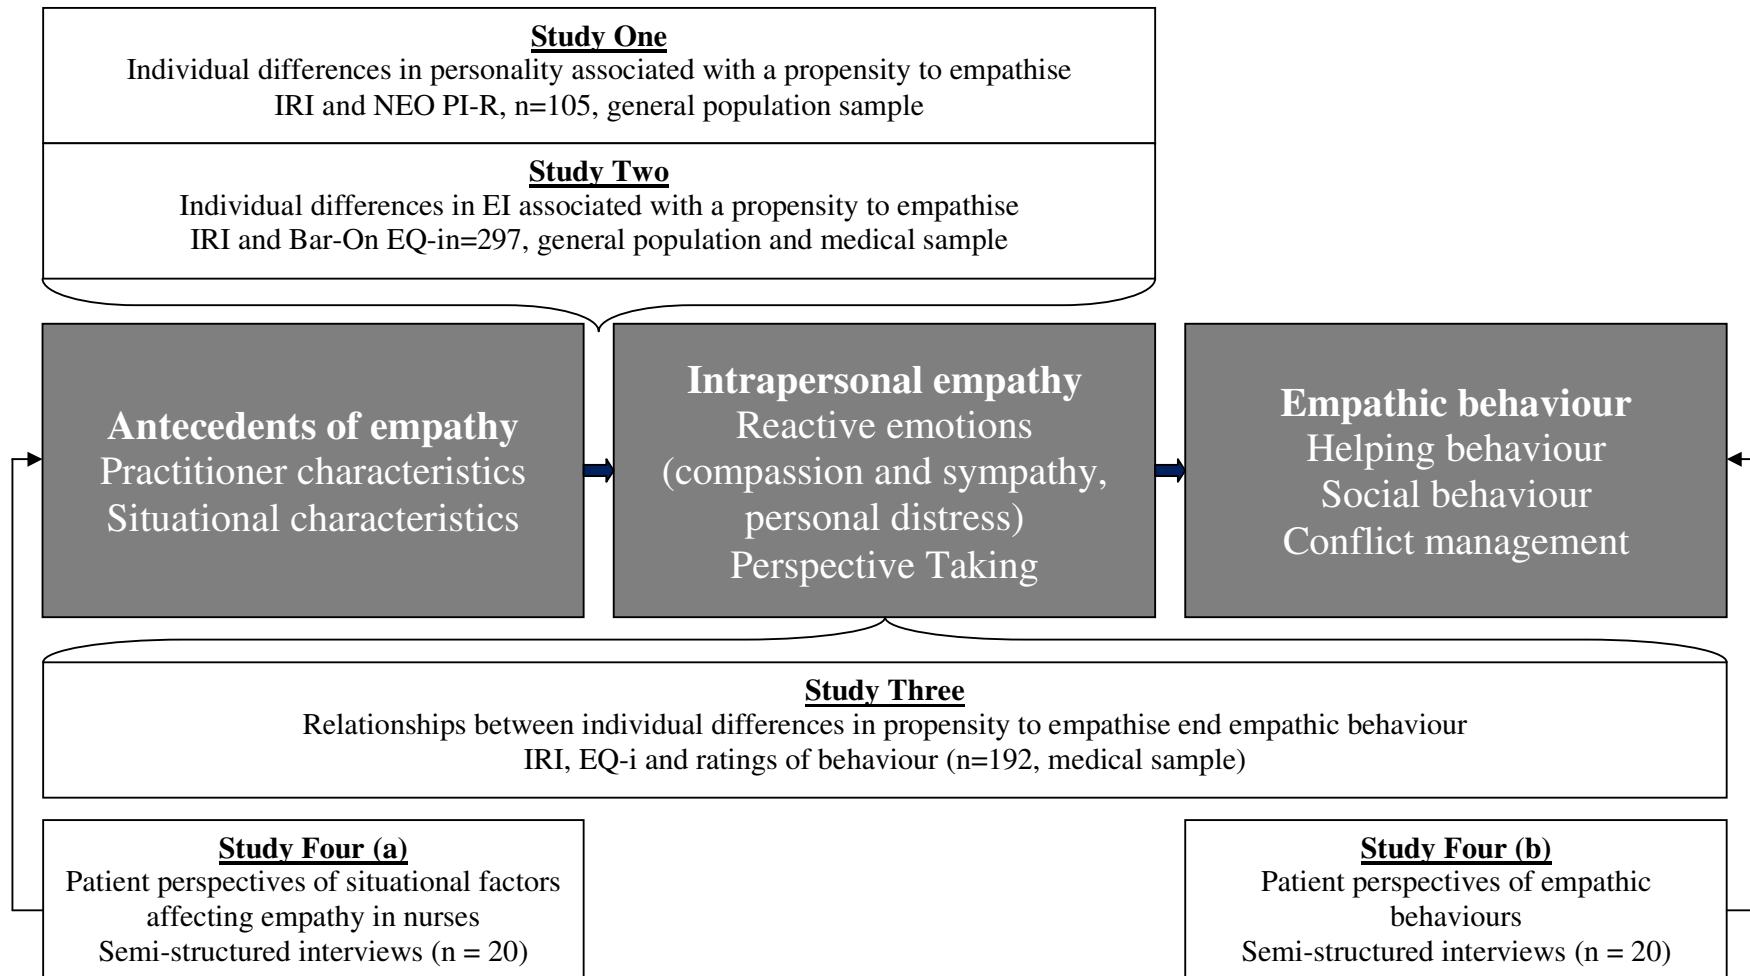 Study One
Individual differences in personality associated with a propensity to empathise
IRI and NEO PI-R, n=105, general population sample
Study Two
Individual differences in EI associated with a propensity to empathise
IRI and Bar-On EQ-in=297, general population and medical sample
Antecedents of empathy
Practitioner characteristics
Situational characteristics
Intrapersonal empathy
Reactive emotions
(compassion and sympathy,
personal distress)
Perspective Taking
Empathic behaviour
Helping behaviour
Social behaviour
Conflict management
Study Three
Relationships between individual differences in propensity to empathise end empathic behaviour
IRI, EQ-i and ratings of behaviour (n=192, medical sample)
Study Four (a)
Patient perspectives of situational factors
affecting empathy in nurses
Semi-structured interviews (n = 20)
Study Four (b)
Patient perspectives of empathic
behaviours
Semi-structured interviews (n = 20)